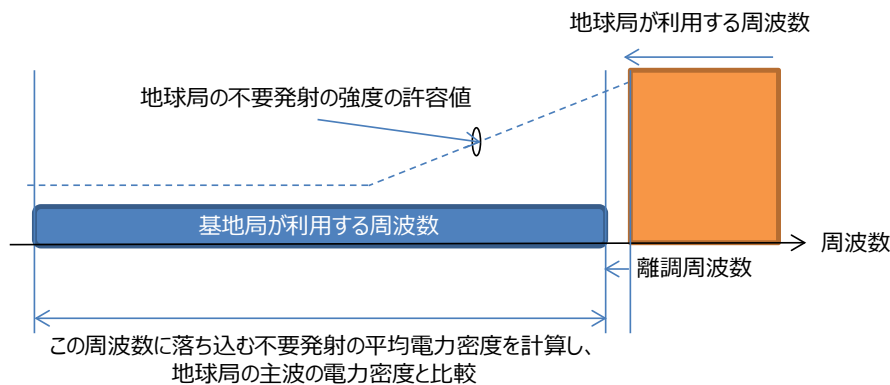 地球局が利用する周波数
地球局の不要発射の強度の許容値
基地局が利用する周波数
周波数
離調周波数
この周波数に落ち込む不要発射の平均電力密度を計算し、
地球局の主波の電力密度と比較